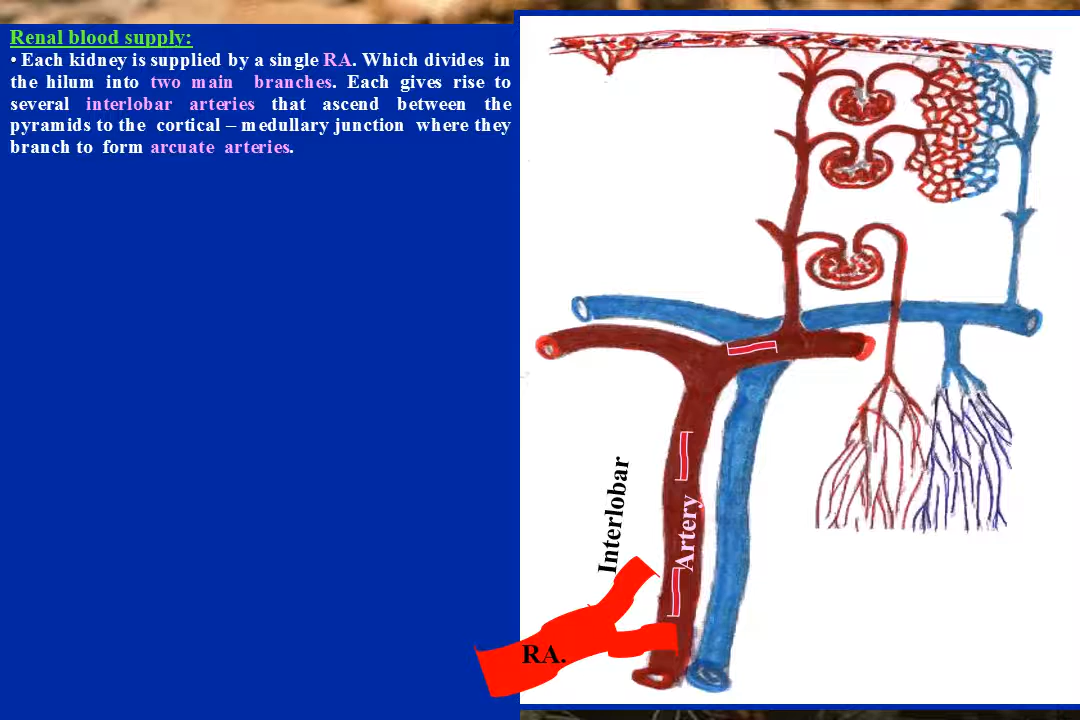 Renal blood supply:
• Each kidney is supplied by a single RA. Which divides in
the hilum into two main branches. Each gives rise to
several interlobar arteries that ascend between the
pyramids to the cortical – medullary junction where they
branch to form arcuate arteries.
Interlobar
Artery
RA.